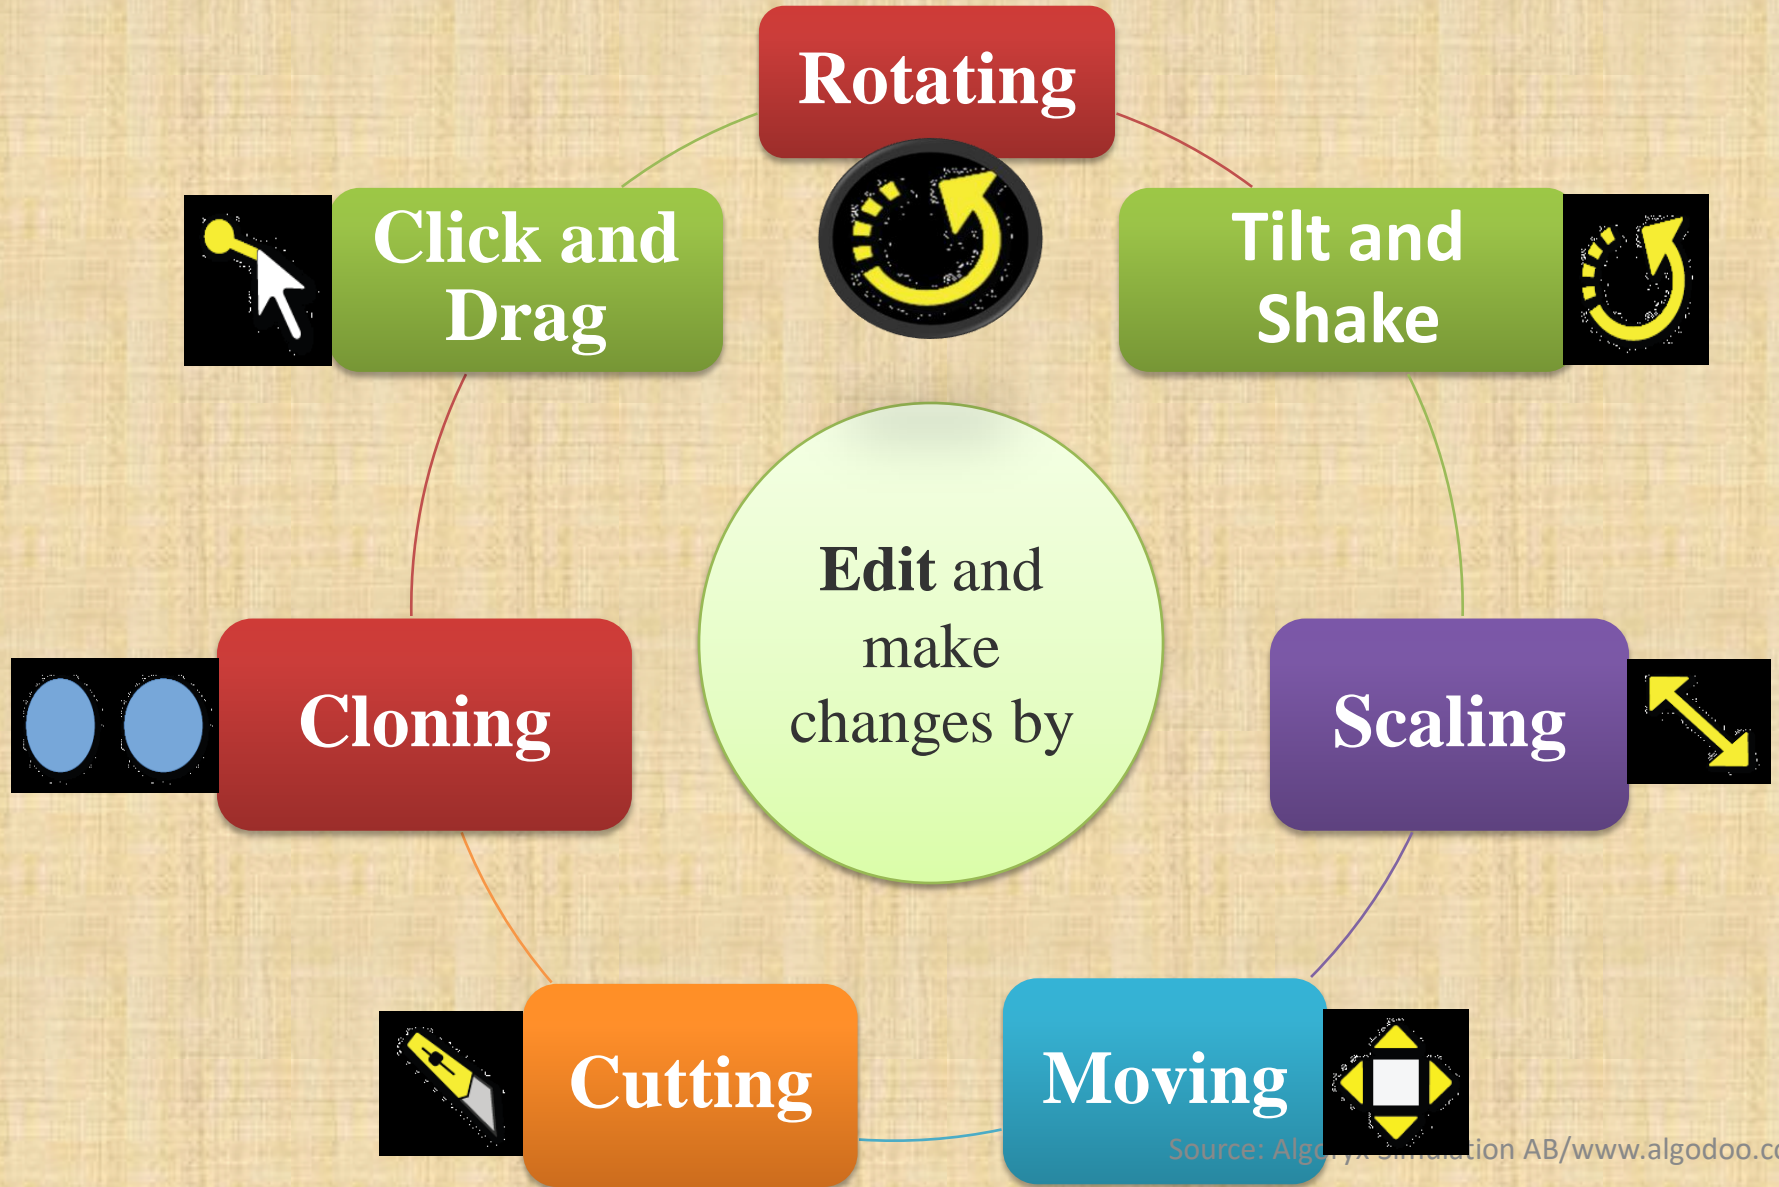 Rotating
Click and
Drag
Tilt and
Shake
Edit and
make
changes by
Cloning
Scaling
Cutting
Moving
Source: AB/www.algodoo.co